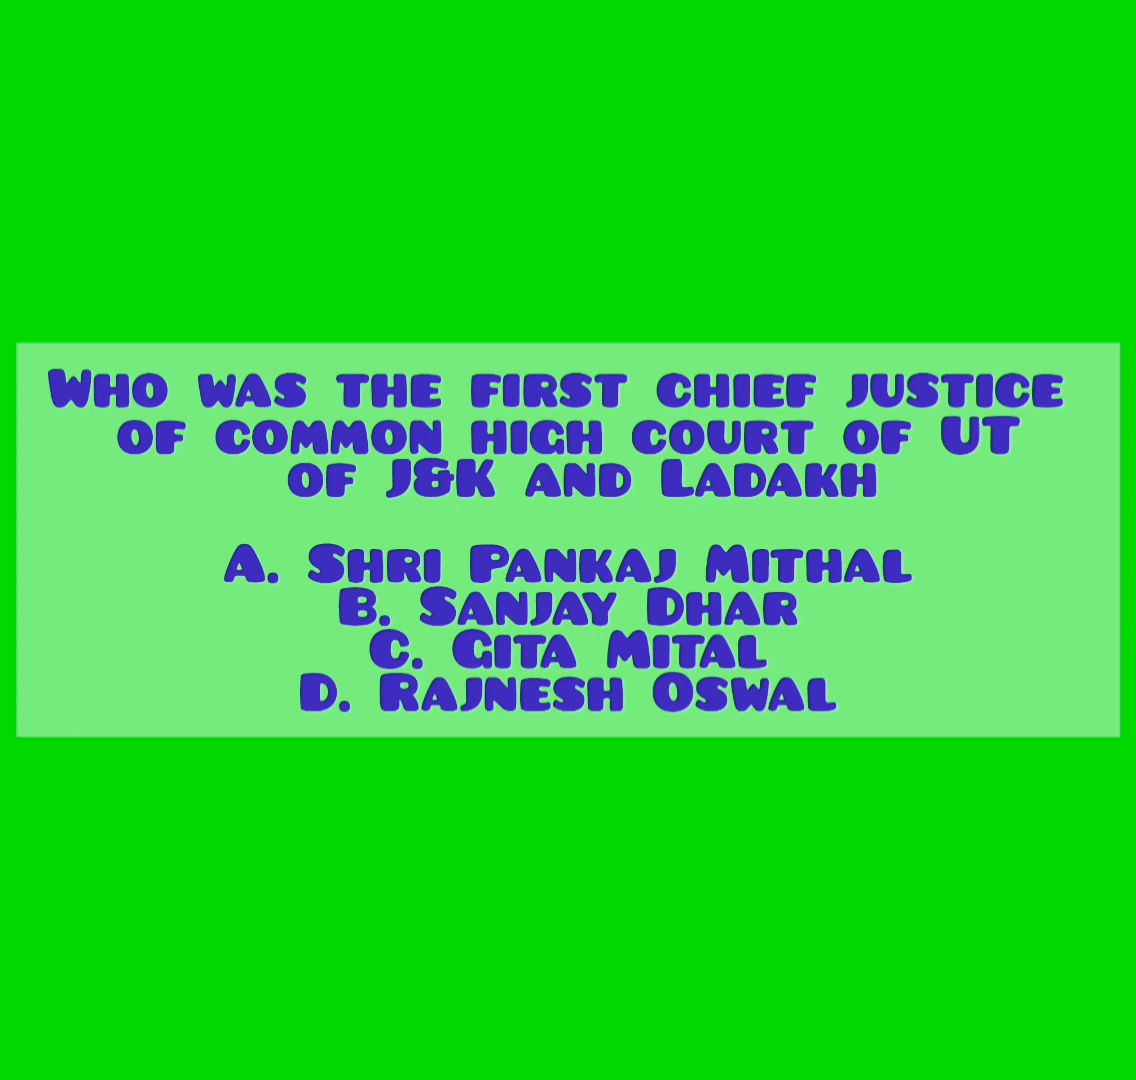 Who was the first chief justice
of common high court of UT
of J&K and Ladakh
A. Shri Pankaj Mithal
B. Sanjay Dhar
C. Gita Mital
D. Rajnesh Oswal